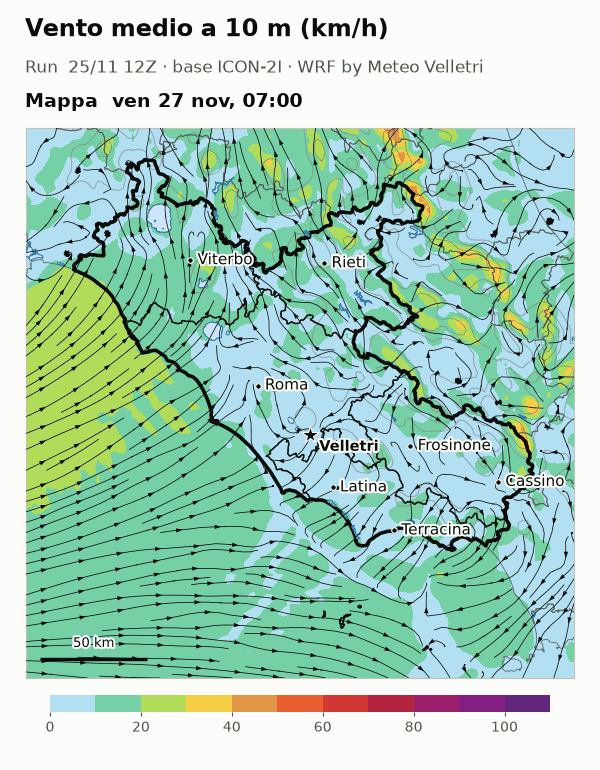 Vento medio a 10 m (km/h)
Run 25/11 12Z · base ICON-2I · WRF by Meteo Velletri
Mappa ven 27 nov, 07:00
Viterbo
Rieti
Roma
Velletri
Frosinone
Cassino
Latina
Terracina
50 km
0 20 40 60 80 100